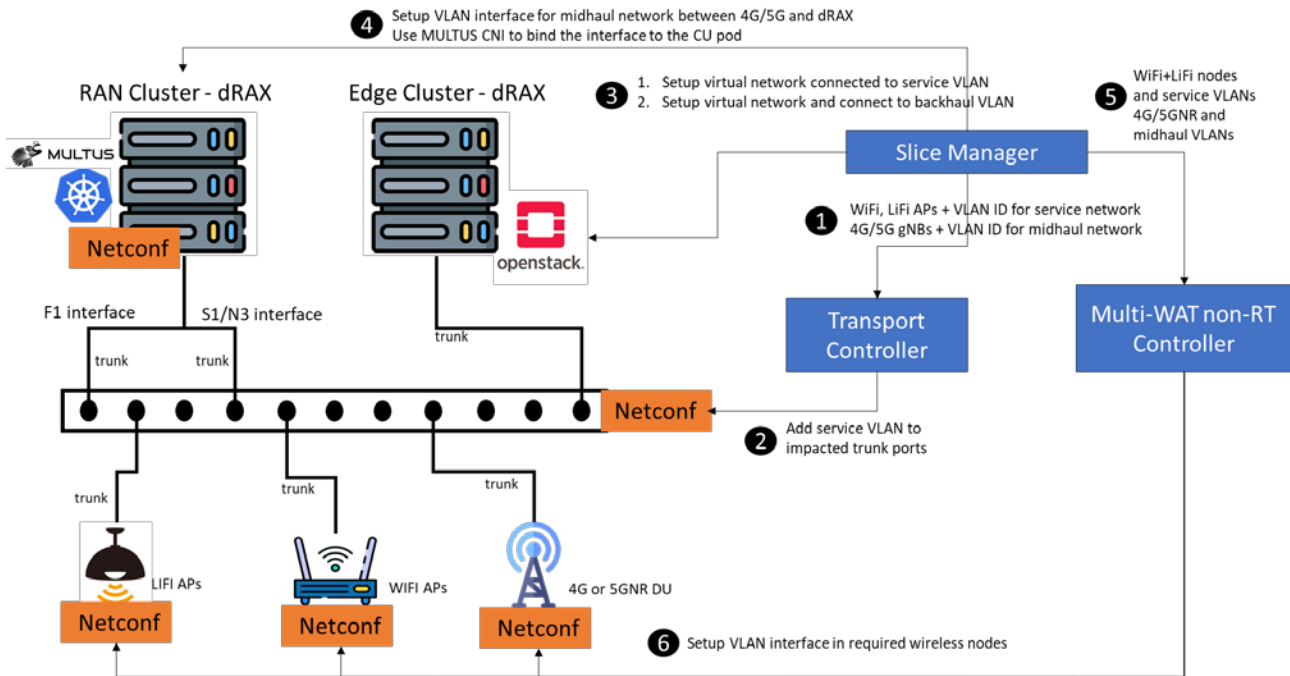 4 Setup VLAN interface for midhaul network between 4G/5G and dRAX
Use MULTUS CNI to bind the interface to the CU pod
RAN Cluster - dRAX
Edge Cluster - dRAX
3 1. Setup virtual network connected to service VLAN
2. Setup virtual network and connect to backhaul VLAN
5 WiFi+LiFi nodes
and service VLANs
4G/5GNR and
midhaul VLANs
MULTUS
Slice Manager
Netconf
openstack.
1 WiFi, LiFi APs + VLAN ID for service network
4G/5G gNBs + VLAN ID for midhaul network
F1 interface
S1/N3 interface
trunk
trunk
trunk
Transport
Controller
Multi-WAT non-RT
Controller
Netconf
2 Add service VLAN to
impacted trunk ports
trunk
trunk
trunk
LIFI APs
WIFI APs
4G or 5GNR DU
Netconf
Netconf
Netconf
6 Setup VLAN interface in required wireless nodes